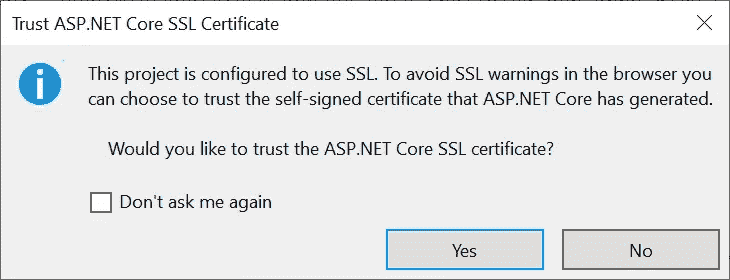 Trust ASP.NET Core SSL Certificate
This project is configured to use SSL. To avoid SSL warnings in the browser you
can choose to trust the self-signed certificate that ASP.NET Core has generated.
Would you like to trust the ASP.NET Core SSL certificate?
Don't ask me again
Yes
No